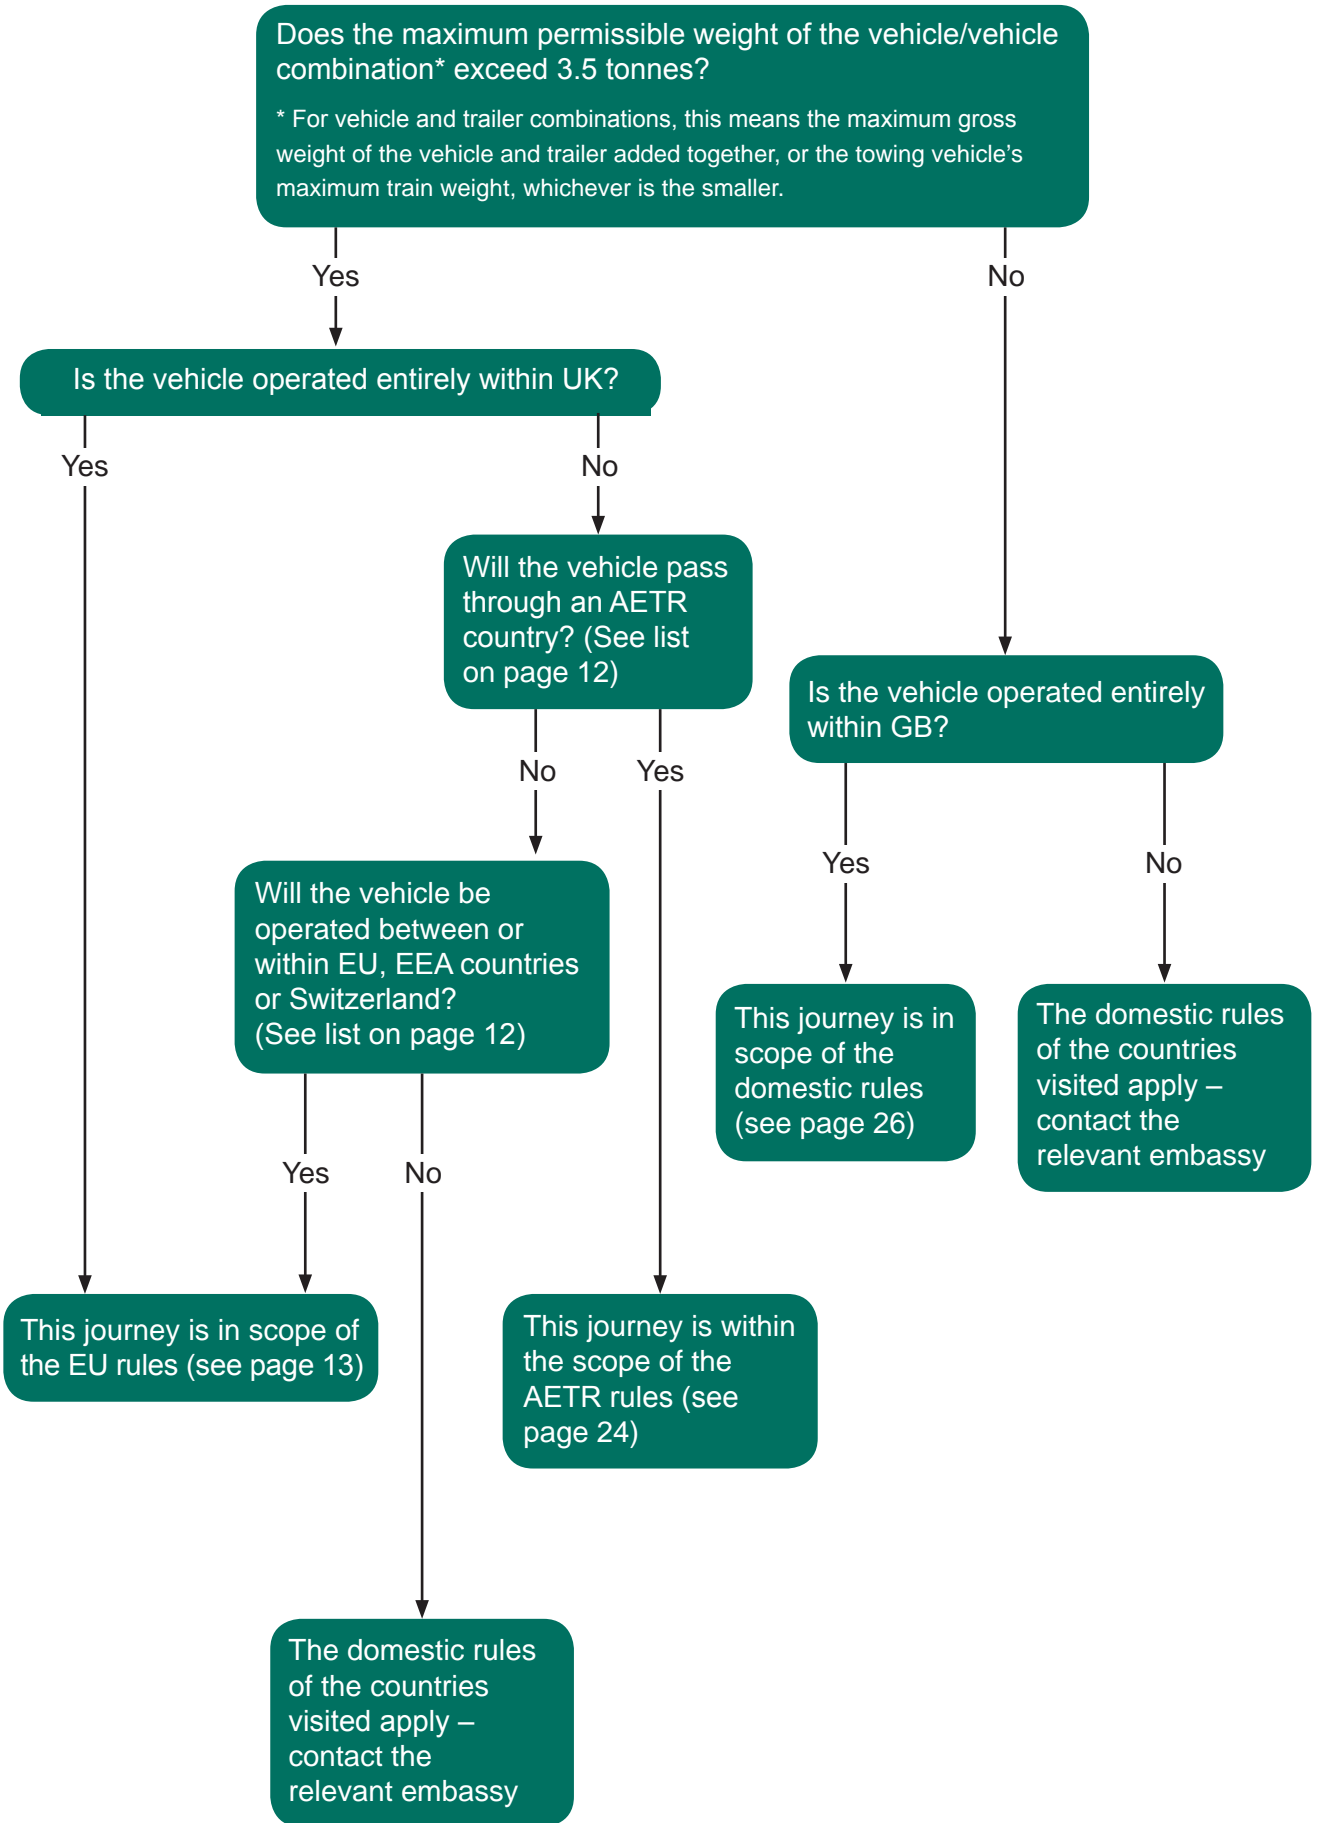 Does the maximum permissible weight of the vehicle/vehicle
combination* exceed 3.5 tonnes?
* For vehicle and trailer combinations, this means the maximum gross
weight of the vehicle and trailer added together, or the towing vehicle’s
maximum train weight, whichever is the smaller.
Yes
No
Is the vehicle operated entirely within UK?
Yes
No
Will the vehicle pass
through an AETR
country? (See list
on page 12)
Is the vehicle operated entirely
within GB?
No
Yes
Yes
No
Will the vehicle be
operated between or
within EU, EEA countries
or Switzerland?
(See list on page 12)
This journey is in
scope of the
domestic rules
(see page 26)
The domestic rules
of the countries
visited apply –
contact the
relevant embassy
Yes
No
This journey is in scope of
the EU rules (see page 13)
This journey is within
the scope of the
AETR rules (see
page 24)
The domestic rules
of the countries
visited apply –
contact the
relevant embassy